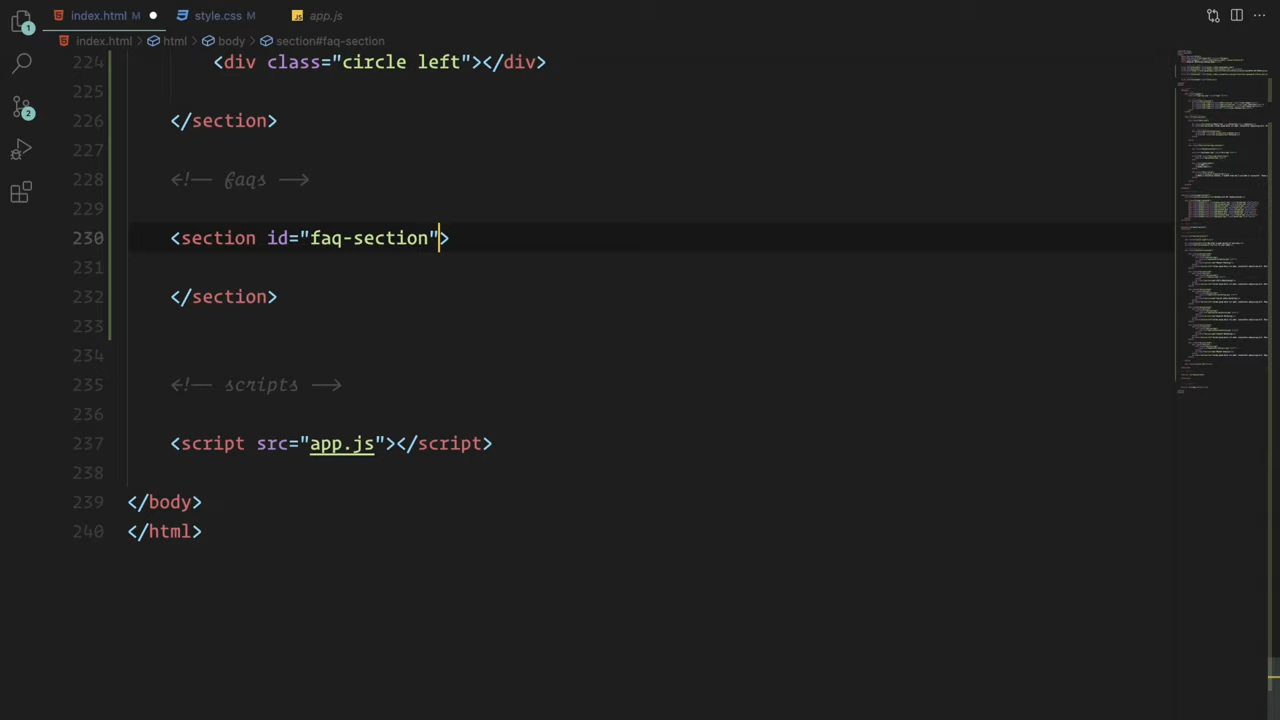 index.html M
style.css M
app.js
index.html > html > body > section#faq-section
224 <div class="circle left"></div>
225
226 </section>
227
228 <!-- faqs -->
229
230 <section id="faq-section">
231
232 </section>
233
234
235 <!-- scripts -->
236
237 <script src="app.js"></script>
238
239 </body>
240 </html>
1
2